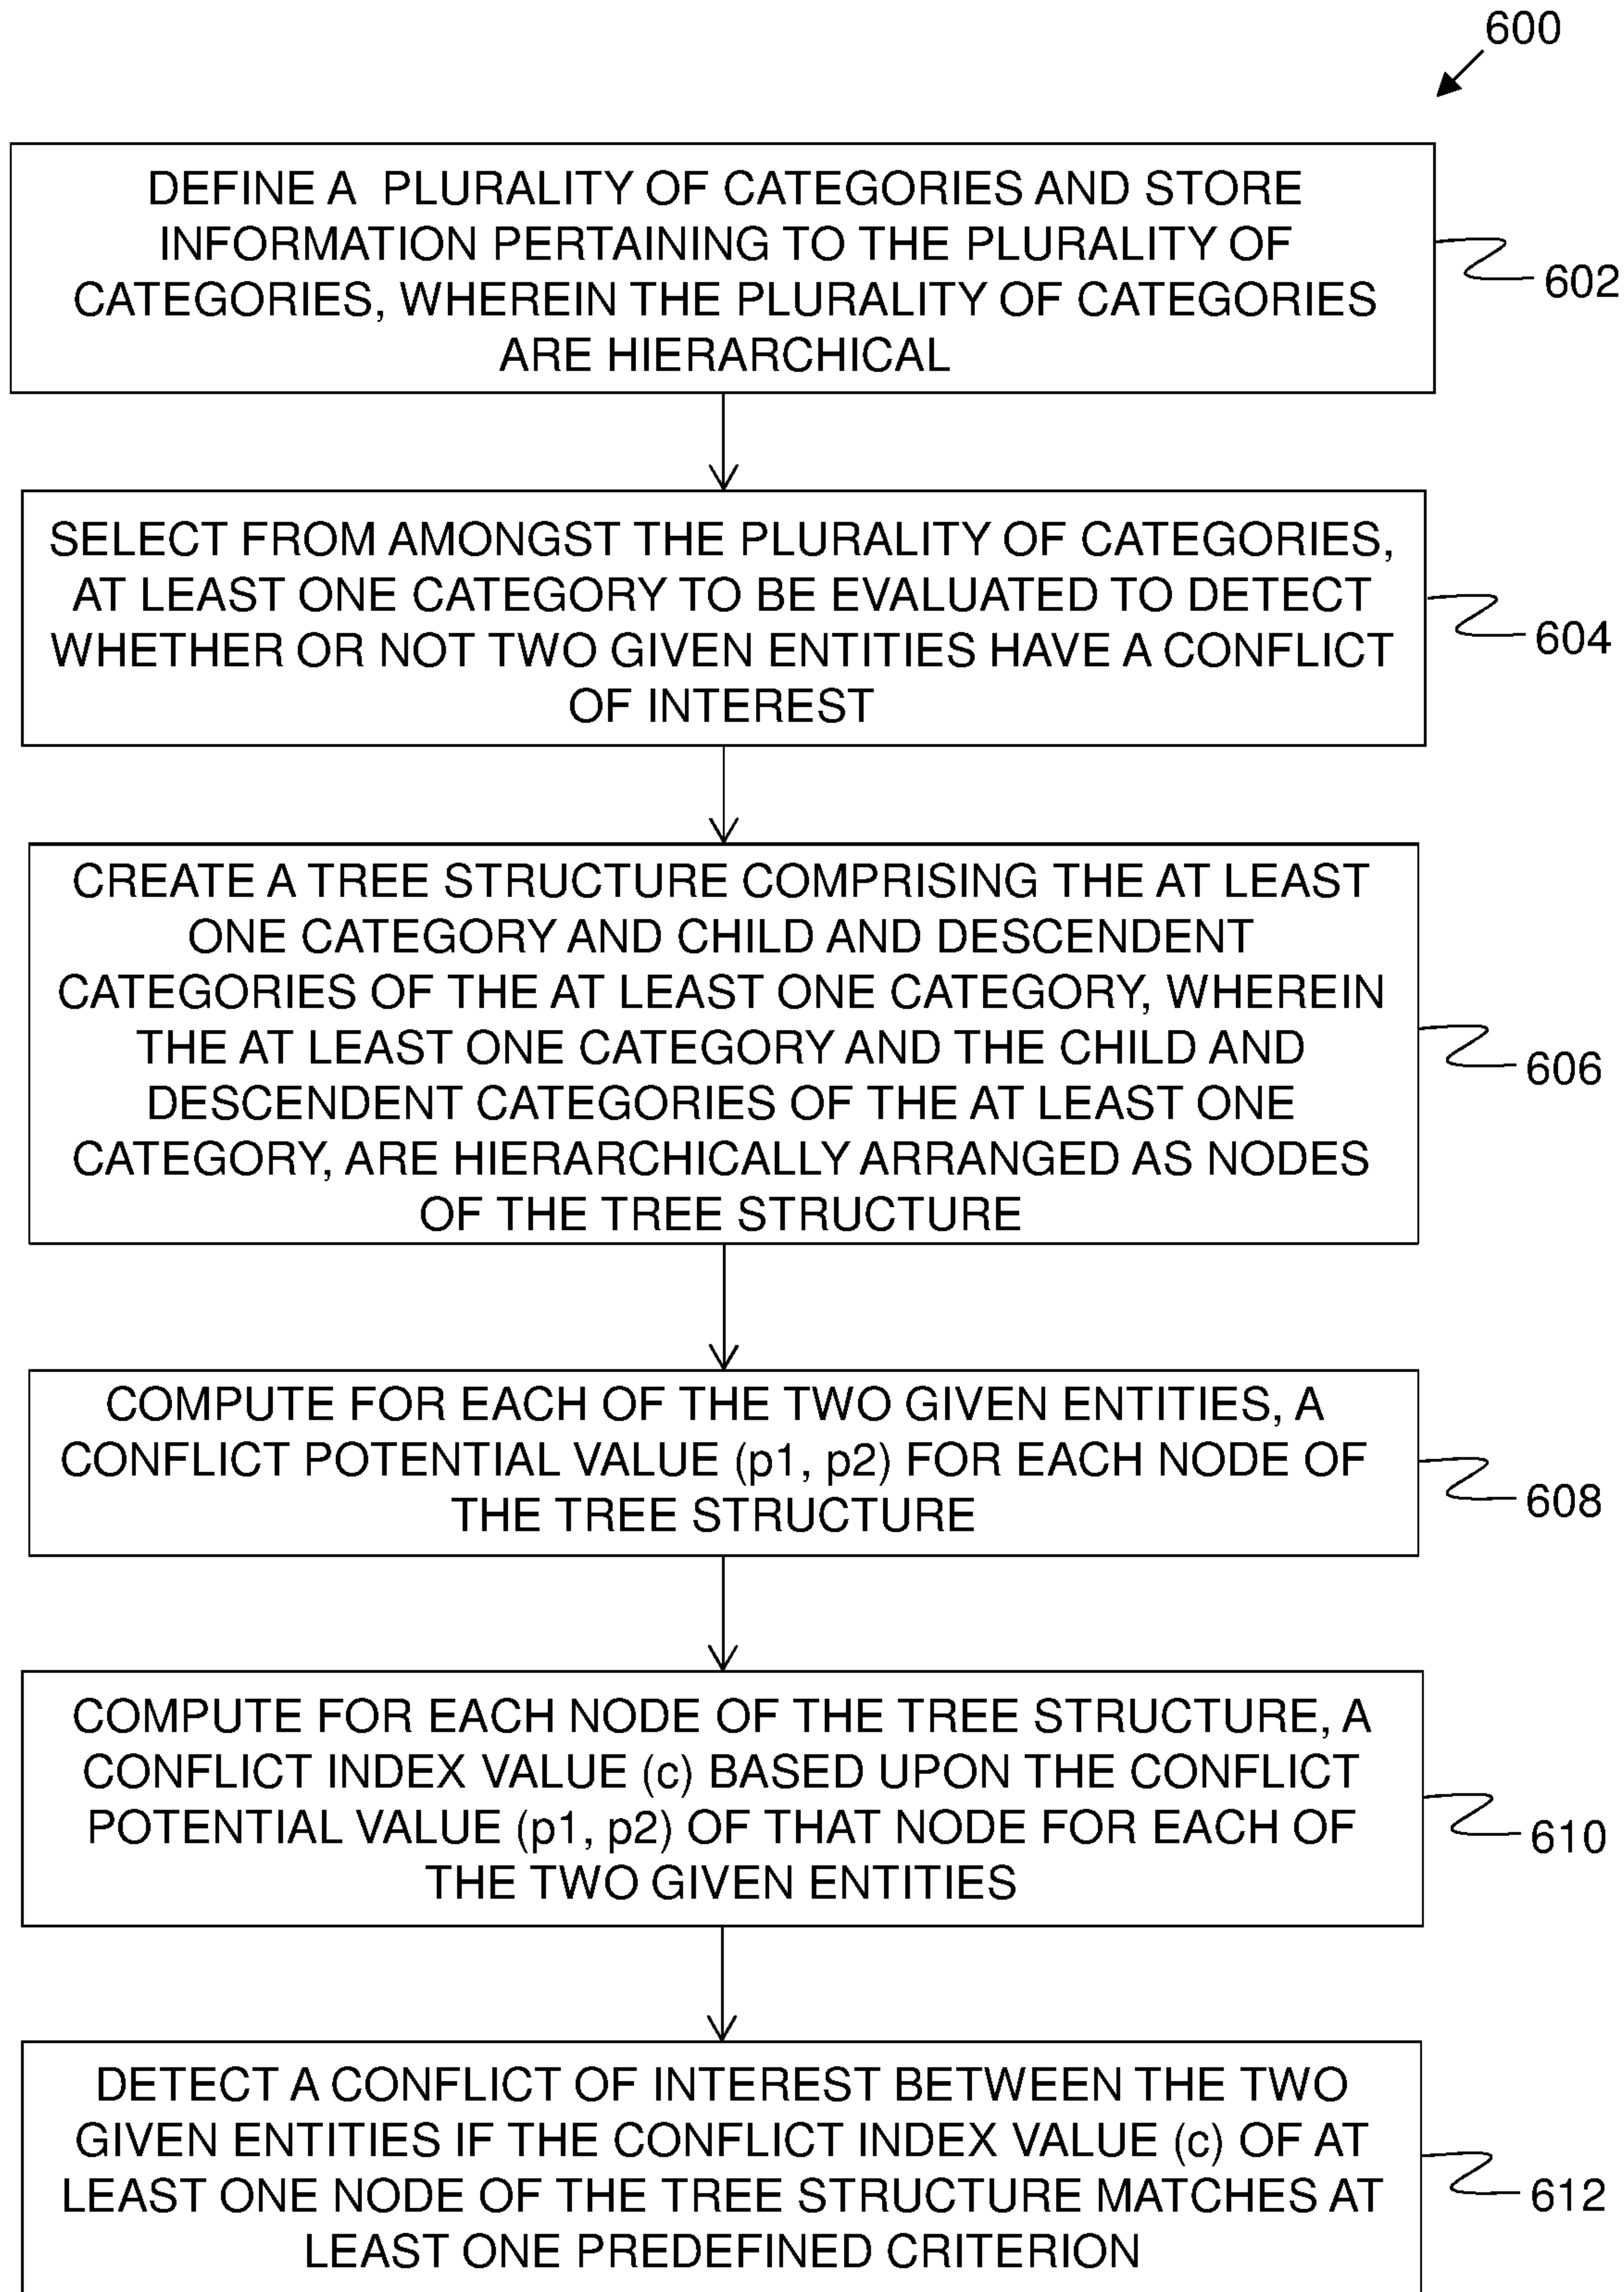 600
DEFINE A PLURALITY OF CATEGORIES AND STORE
INFORMATION PERTAINING TO THE PLURALITY OF
CATEGORIES, WHEREIN THE PLURALITY OF CATEGORIES
ARE HIERARCHICAL
602
SELECT FROM AMONGST THE PLURALITY OF CATEGORIES,
AT LEAST ONE CATEGORY TO BE EVALUATED TO DETECT
WHETHER OR NOT TWO GIVEN ENTITIES HAVE A CONFLICT
OF INTEREST
604
CREATE A TREE STRUCTURE COMPRISING THE AT LEAST
ONE CATEGORY AND CHILD AND DESCENDENT
CATEGORIES OF THE AT LEAST ONE CATEGORY, WHEREIN
THE AT LEAST ONE CATEGORY AND THE CHILD AND
DESCENDENT CATEGORIES OF THE AT LEAST ONE
CATEGORY, ARE HIERARCHICALLY ARRANGED AS NODES
OF THE TREE STRUCTURE
606
COMPUTE FOR EACH OF THE TWO GIVEN ENTITIES, A
CONFLICT POTENTIAL VALUE (p1, p2) FOR EACH NODE OF
THE TREE STRUCTURE
608
COMPUTE FOR EACH NODE OF THE TREE STRUCTURE, A
CONFLICT INDEX VALUE (c) BASED UPON THE CONFLICT
POTENTIAL VALUE (p1, p2) OF THAT NODE FOR EACH OF
THE TWO GIVEN ENTITIES
610
DETECT A CONFLICT OF INTEREST BETWEEN THE TWO
GIVEN ENTITIES IF THE CONFLICT INDEX VALUE (c) OF AT
LEAST ONE NODE OF THE TREE STRUCTURE MATCHES AT
LEAST ONE PREDEFINED CRITERION
612